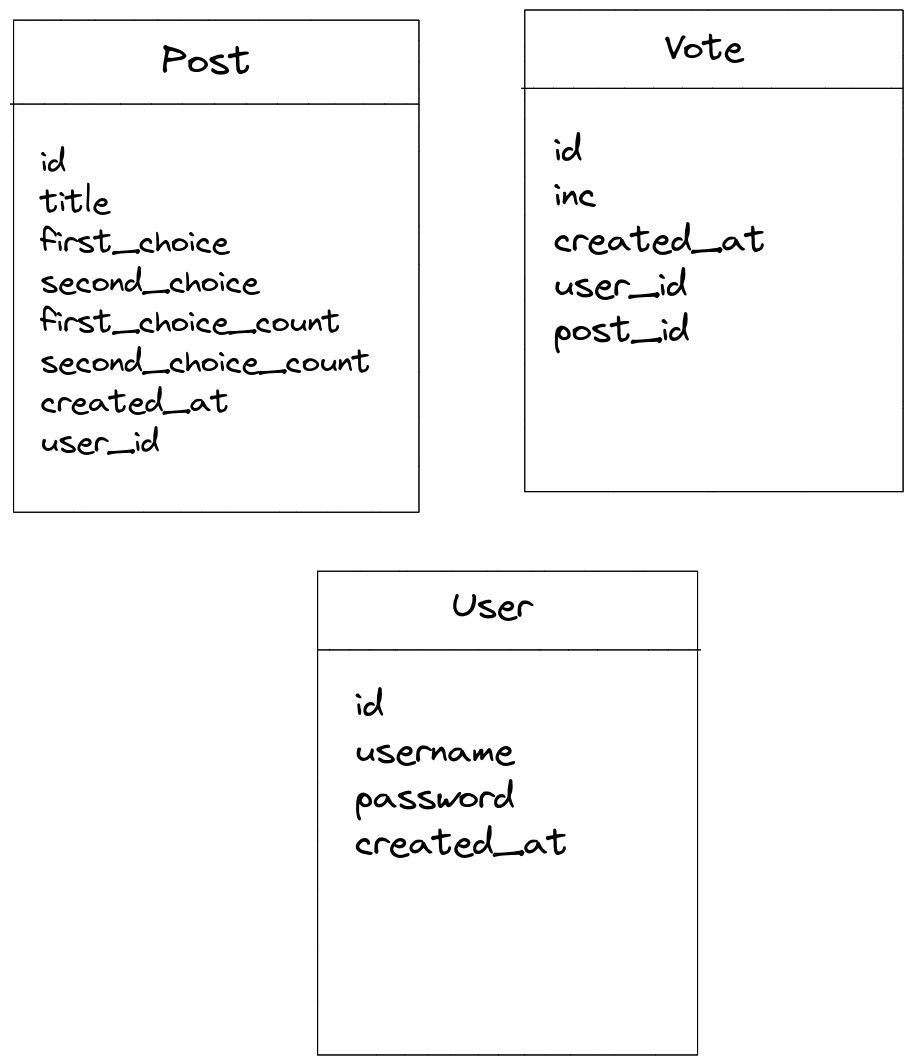 Post
id
title
first_choice
second_choice
first_choice_count
second_choice_count
created_at
user_id
Vote
id
inc
created_at
user_id
post_id
User
id
username
password
created_at